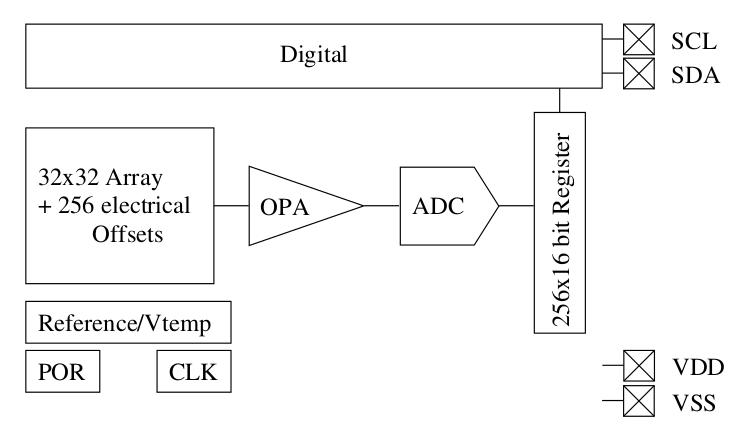 Digital
SCL
SDA
32x32 Array
+ 256 electrical
Offsets
OPA
ADC
256x16 bit Register
Reference/Vtemp
POR
CLK
VDD
VSS